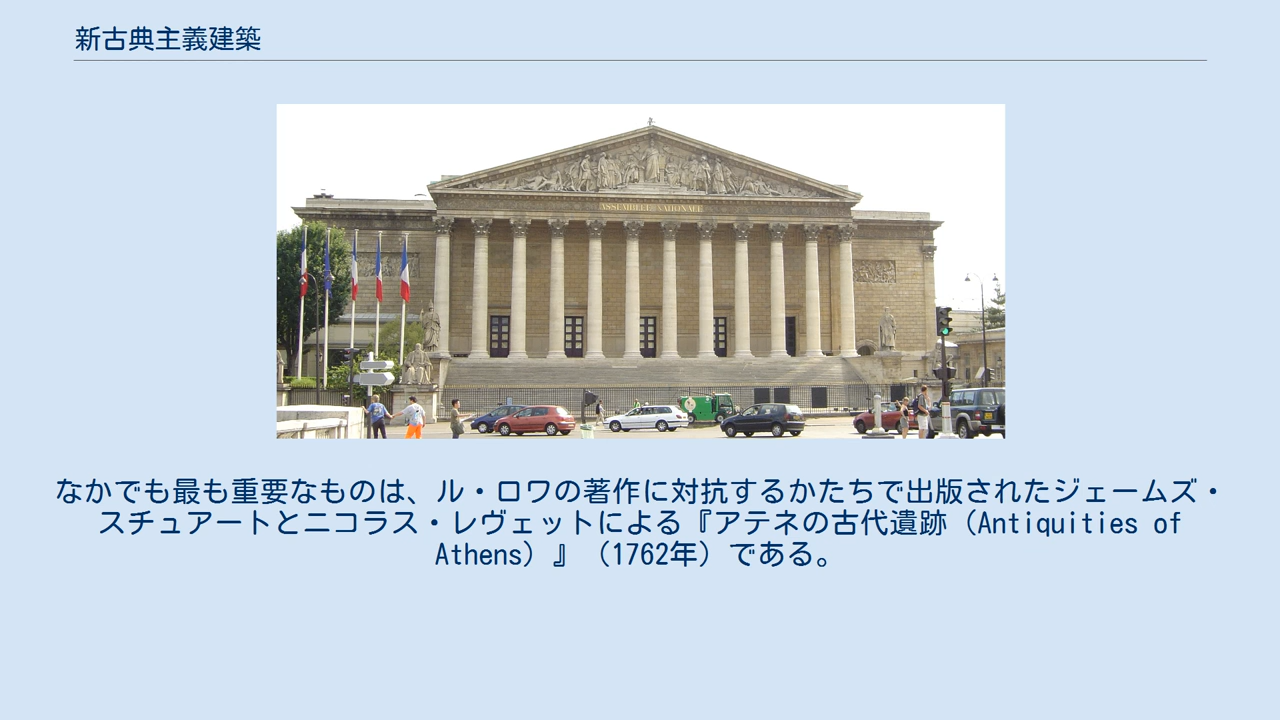 新古典主義建築
ASSEMBLEE NATIONALE
なかでも最も重要なものは、ル・ロワの著作に対抗するかたちで出版されたジェームズ・
スチュアートとニコラス・レヴェットによる『アテネの古代遺跡（Antiquities of
Athens）』（1762年）である。